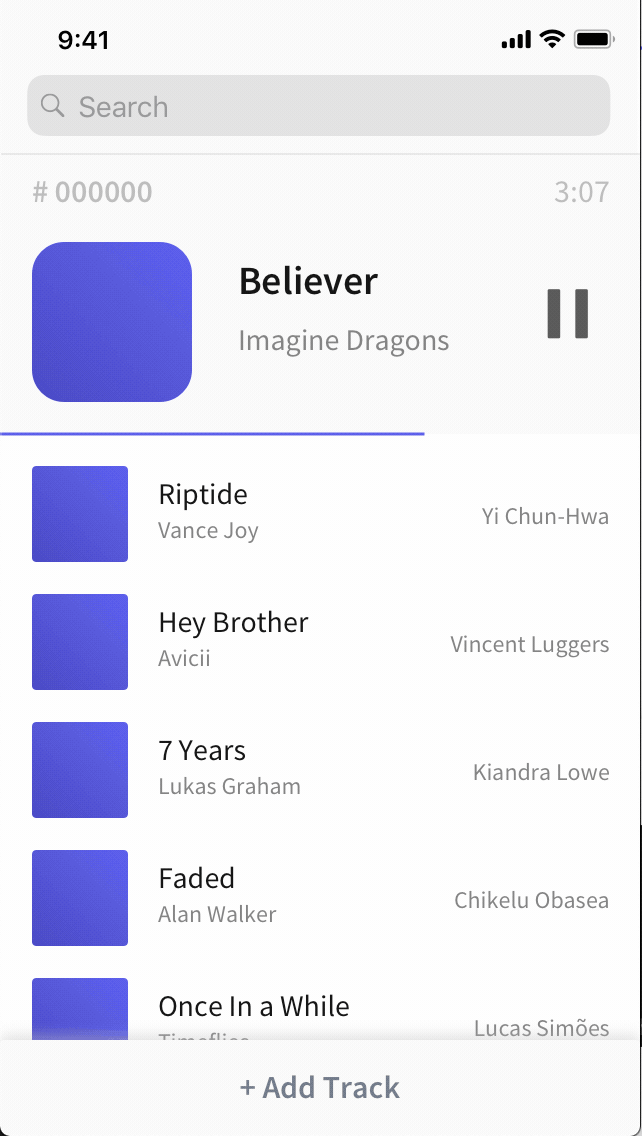 9:41
Search
# 000000
3:07
Believer
Imagine Dragons
Riptide
Vance Joy
Yi Chun-Hwa
Hey Brother
Avicii
Vincent Luggers
7 Years
Lukas Graham
Kiandra Lowe
Faded
Alan Walker
Chikelu Obasea
Once In a While
Timeflies
Lucas Simões
+ Add Track